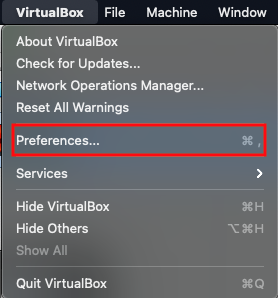 VirtualBox File Machine Window
About VirtualBox
Check for Updates...
Network Operations Manager...
Reset All Warnings
Preferences... ⌘ ,
Services >
Hide VirtualBox ⌘H
Hide Others ⌥⌘H
Show All
Quit VirtualBox ⌘Q